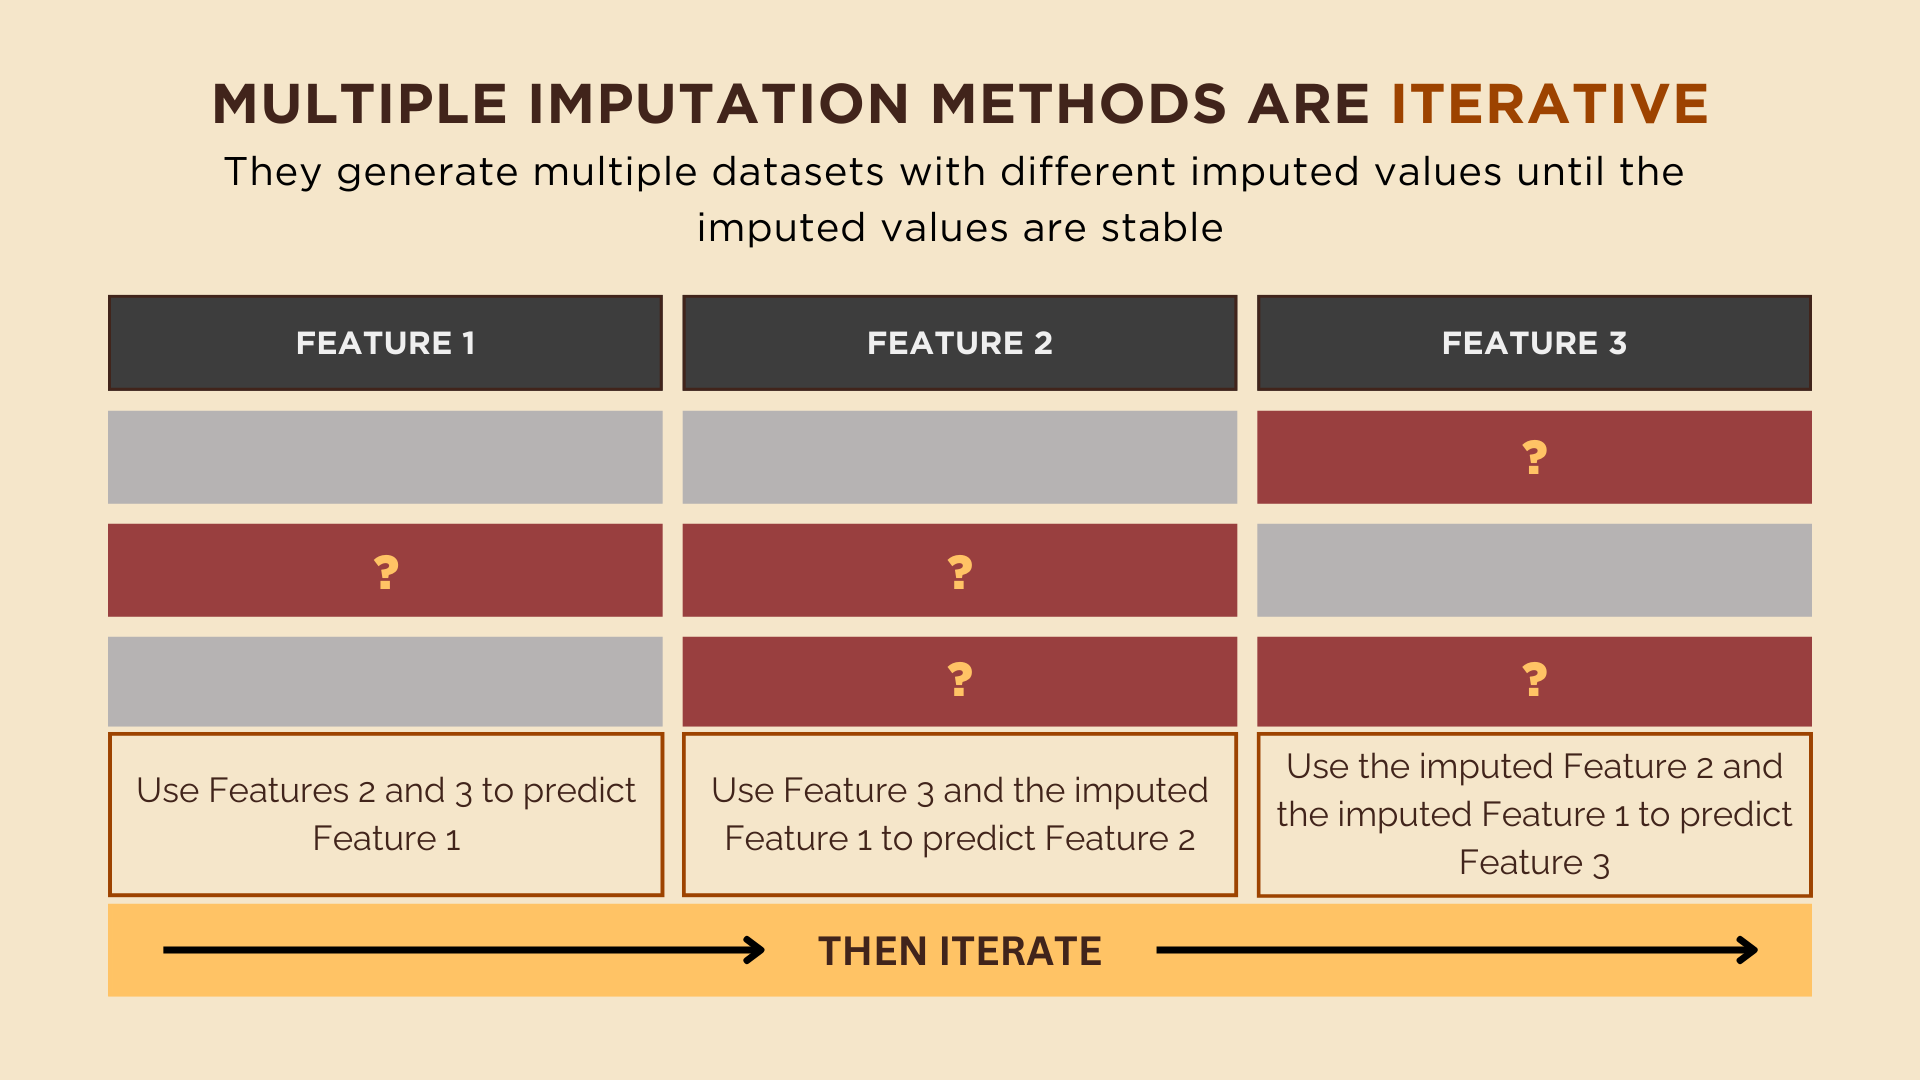 MULTIPLE IMPUTATION METHODS ARE ITERATIVE
They generate multiple datasets with different imputed values until the
imputed values are stable
FEATURE 1
FEATURE 2
FEATURE 3
?
?
?
?
?
Use Features 2 and 3 to predict
Feature 1
Use Feature 3 and the imputed
Feature 1 to predict Feature 2
Use the imputed Feature 2 and
the imputed Feature 1 to predict
Feature 3
THEN ITERATE